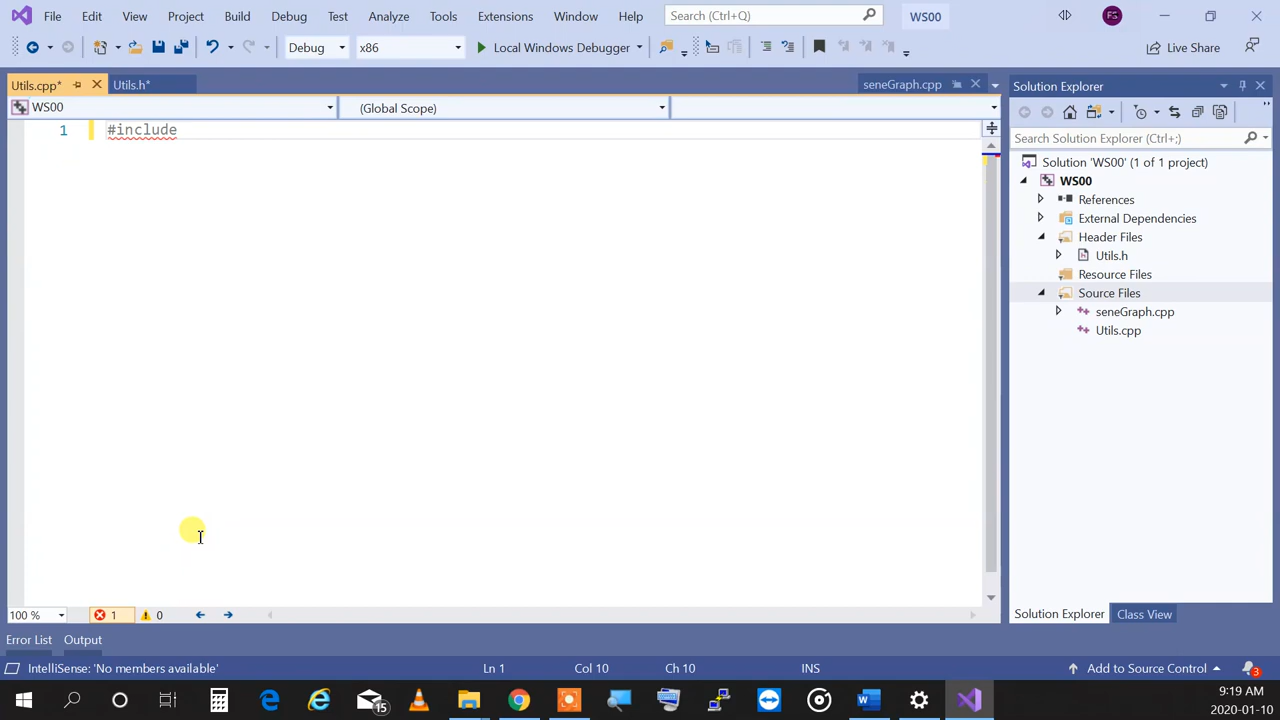 File Edit View Project Build Debug Test Analyze Tools Extensions Window Help Search (Ctrl+Q) WS00 FS
Debug x86 Local Windows Debugger Live Share
Utils.cpp* Utils.h* seneGraph.cpp
WS00 (Global Scope)
1 #include
Solution Explorer
Search Solution Explorer (Ctrl+;)
Solution 'WS00' (1 of 1 project)
WS00
References
External Dependencies
Header Files
Utils.h
Resource Files
Source Files
seneGraph.cpp
Utils.cpp
100 % 1 0
Solution Explorer Class View
Error List Output
IntelliSense: 'No members available' Ln 1 Col 10 Ch 10 INS Add to Source Control 3
15
9:19 AM
2020-01-10